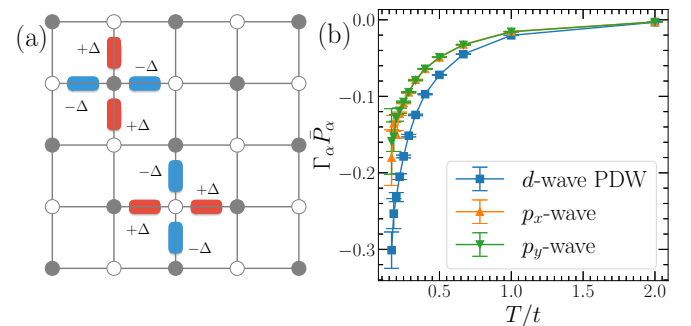 (a)
+Δ
−Δ
−Δ
+Δ
−Δ
+Δ
+Δ
−Δ
(b)
Γ_α P̄_α
0.0
−0.1
−0.2
−0.3
d-wave PDW
p_x-wave
p_y-wave
0.5
1.0
1.5
2.0
T/t